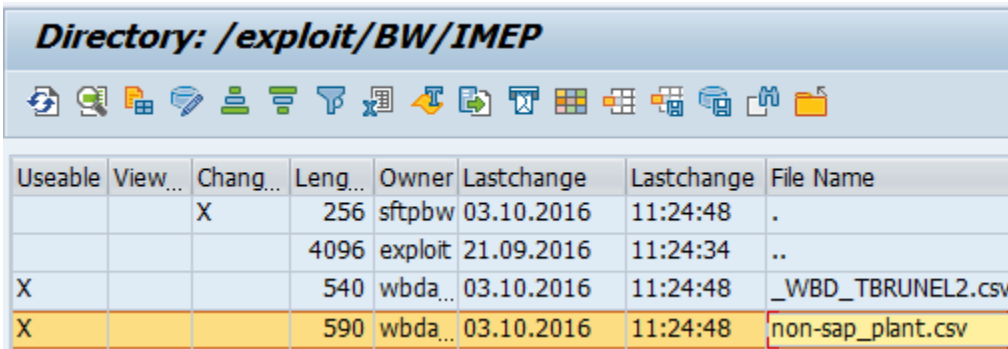 Directory: /exploit/BW/IMEP
Useable View... Chang... Leng... Owner Lastchange Lastchange File Name
X 256 sftpbw 03.10.2016 11:24:48 .
4096 exploit 21.09.2016 11:24:34 ..
X 540 wbda... 03.10.2016 11:24:48 _WBD_TBRUNEL2.csv
X 590 wbda... 03.10.2016 11:24:48 non-sap_plant.csv